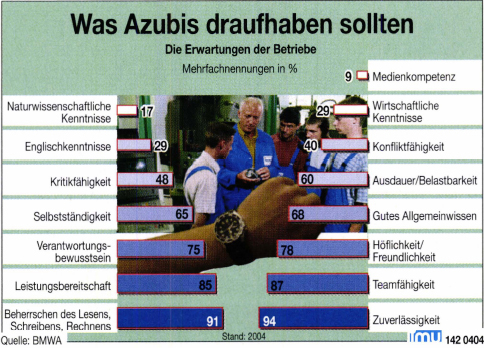 Was Azubis draufhaben sollten
Die Erwartungen der Betriebe
Mehrfachnennungen in %
9 Medienkompetenz
Naturwissenschaftliche
Kenntnisse
17
29
Wirtschaftliche
Kenntnisse
Englischkenntnisse 29
40 Konfliktfähigkeit
Kritikfähigkeit 48
60 Ausdauer/Belastbarkeit
Selbstständigkeit 65
68 Gutes Allgemeinwissen
Verantwortungs-
bewusstsein
75
78
Höflichkeit/
Freundlichkeit
Leistungsbereitschaft 85
87 Teamfähigkeit
Beherrschen des Lesens,
Schreibens, Rechnens
91
94 Zuverlässigkeit
Quelle: BMWA
Stand: 2004
imu 142 0404